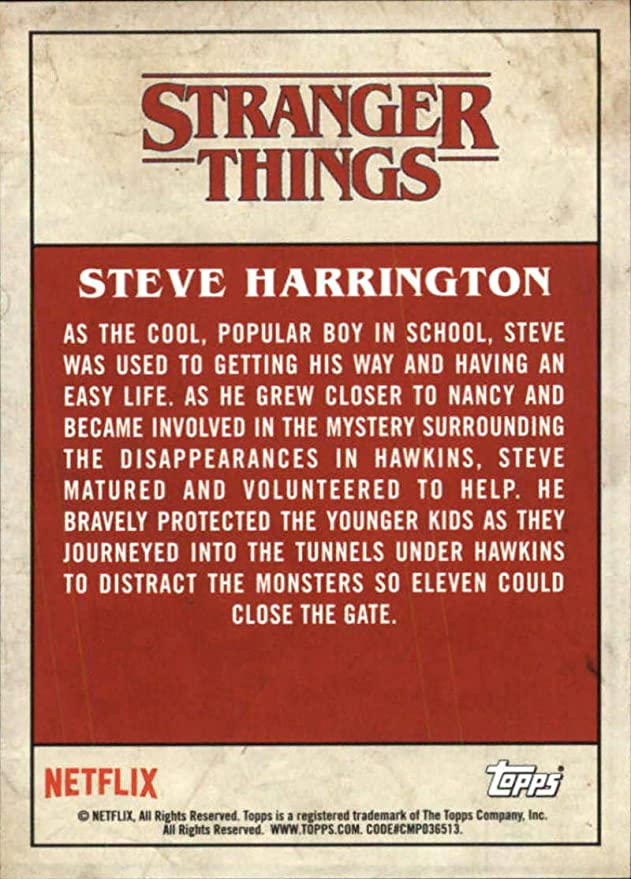 STRANGER
THINGS
STEVE HARRINGTON
AS THE COOL, POPULAR BOY IN SCHOOL, STEVE
WAS USED TO GETTING HIS WAY AND HAVING AN
EASY LIFE. AS HE GREW CLOSER TO NANCY AND
BECAME INVOLVED IN THE MYSTERY SURROUNDING
THE DISAPPEARANCES IN HAWKINS, STEVE
MATURED AND VOLUNTEERED TO HELP. HE
BRAVELY PROTECTED THE YOUNGER KIDS AS THEY
JOURNEYED INTO THE TUNNELS UNDER HAWKINS
TO DISTRACT THE MONSTERS SO ELEVEN COULD
CLOSE THE GATE.
NETFLIX
topps®
© NETFLIX, All Rights Reserved. Topps is a registered trademark of The Topps Company, Inc.
All Rights Reserved. WWW.TOPPS.COM. CODE#CMP036513.